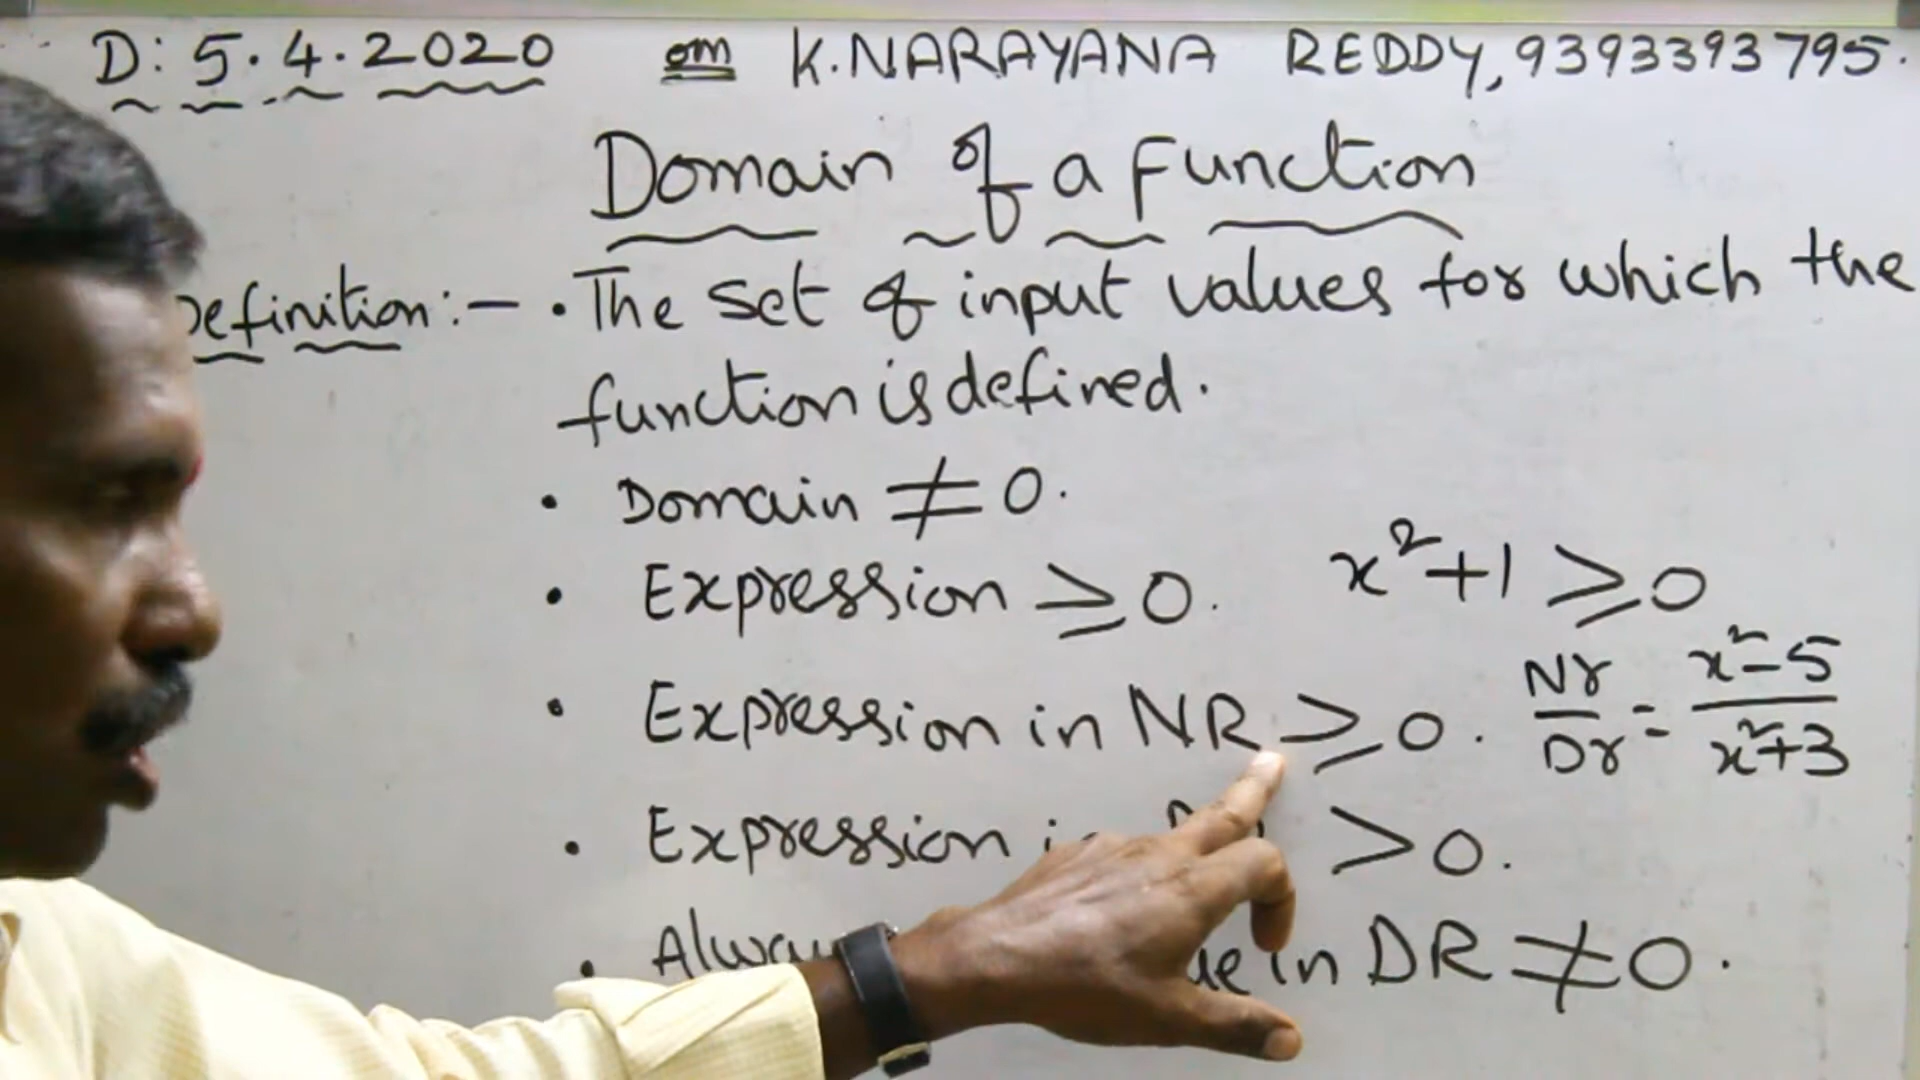 D: 5.4.2020 om K.NARAYANA REDDY, 9393393795.
Domain of a Function
Definition:- • The set of input values for which the
function is defined.
• Domain ≠ 0.
• Expression ≥ 0. x²+1 ≥ 0
• Expression in NR ≥ 0. Nr/Dr = x²-5/x²+3
• Expression in > 0.
• in DR ≠ 0.